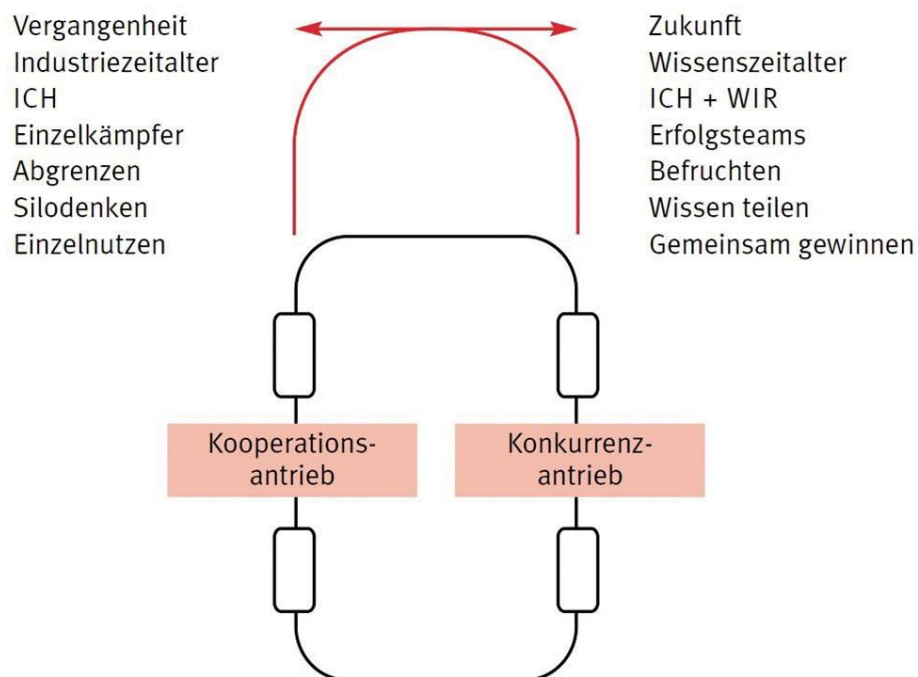 Vergangenheit
Industriezeitalter
ICH
Einzelkämpfer
Abgrenzen
Silodenken
Einzelnutzen
Zukunft
Wissenszeitalter
ICH + WIR
Erfolgsteams
Befruchten
Wissen teilen
Gemeinsam gewinnen
Kooperations-
antrieb
Konkurrenz-
antrieb